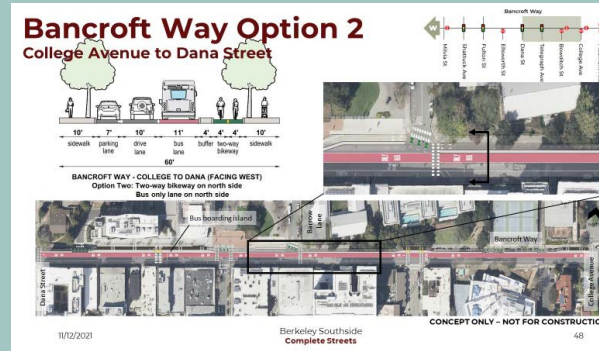 Bancroft Way Option 2
College Avenue to Dana Street
Bancroft Way
W
Milvia St
Shattuck Ave
Fulton St
Ellsworth St
Dana St
Telegraph Ave
Bowditch St
College Ave
10' 7' 10' 11' 4' 4' 4' 10'
sidewalk parking lane drive lane bus lane buffer two-way bikeway sidewalk
60'
BANCROFT WAY - COLLEGE TO DANA (FACING WEST)
Option Two: Two-way bikeway on north side
Bus only lane on north side
Bus boarding island
Barrow Lane
Bancroft Way
Dana Street
College Avenue
CONCEPT ONLY – NOT FOR CONSTRUCTIO
11/12/2021
Berkeley Southside
Complete Streets
48